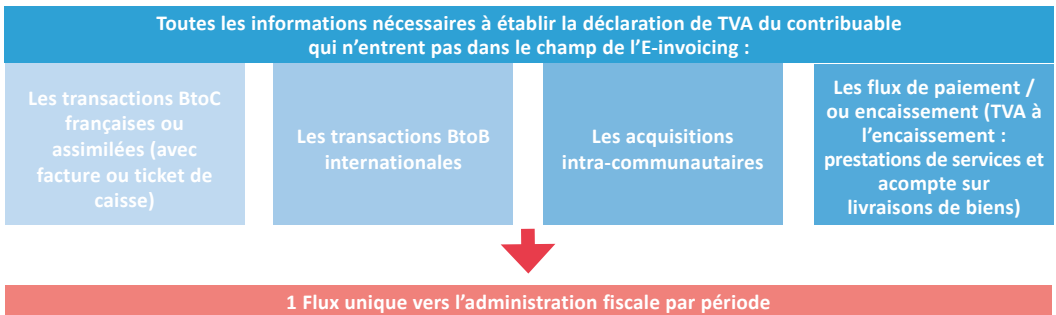 Toutes les informations nécessaires à établir la déclaration de TVA du contribuable
qui n’entrent pas dans le champ de l’E-invoicing :
Les transactions BtoC
françaises ou
assimilées (avec
facture ou ticket de
caisse)
Les transactions BtoB
internationales
Les acquisitions
intra-communautaires
Les flux de paiement /
ou encaissement (TVA à
l’encaissement :
prestations de services et
acompte sur
livraisons de biens)
1 Flux unique vers l’administration fiscale par période